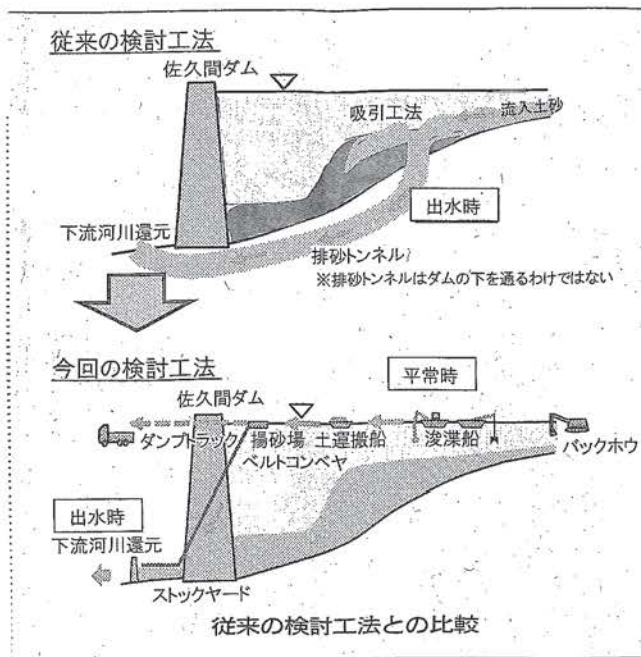 従来の検討工法
佐久間ダム
吸引工法
流入土砂
出水時
下流河川還元
排砂トンネル
※排砂トンネルはダムの下を通るわけではない
今回の検討工法
平常時
佐久間ダム
ダンプトラック
揚砂場
土運搬船
浚渫船
ベルトコンベヤ
バックホウ
出水時
下流河川還元
ストックヤード
従来の検討工法との比較